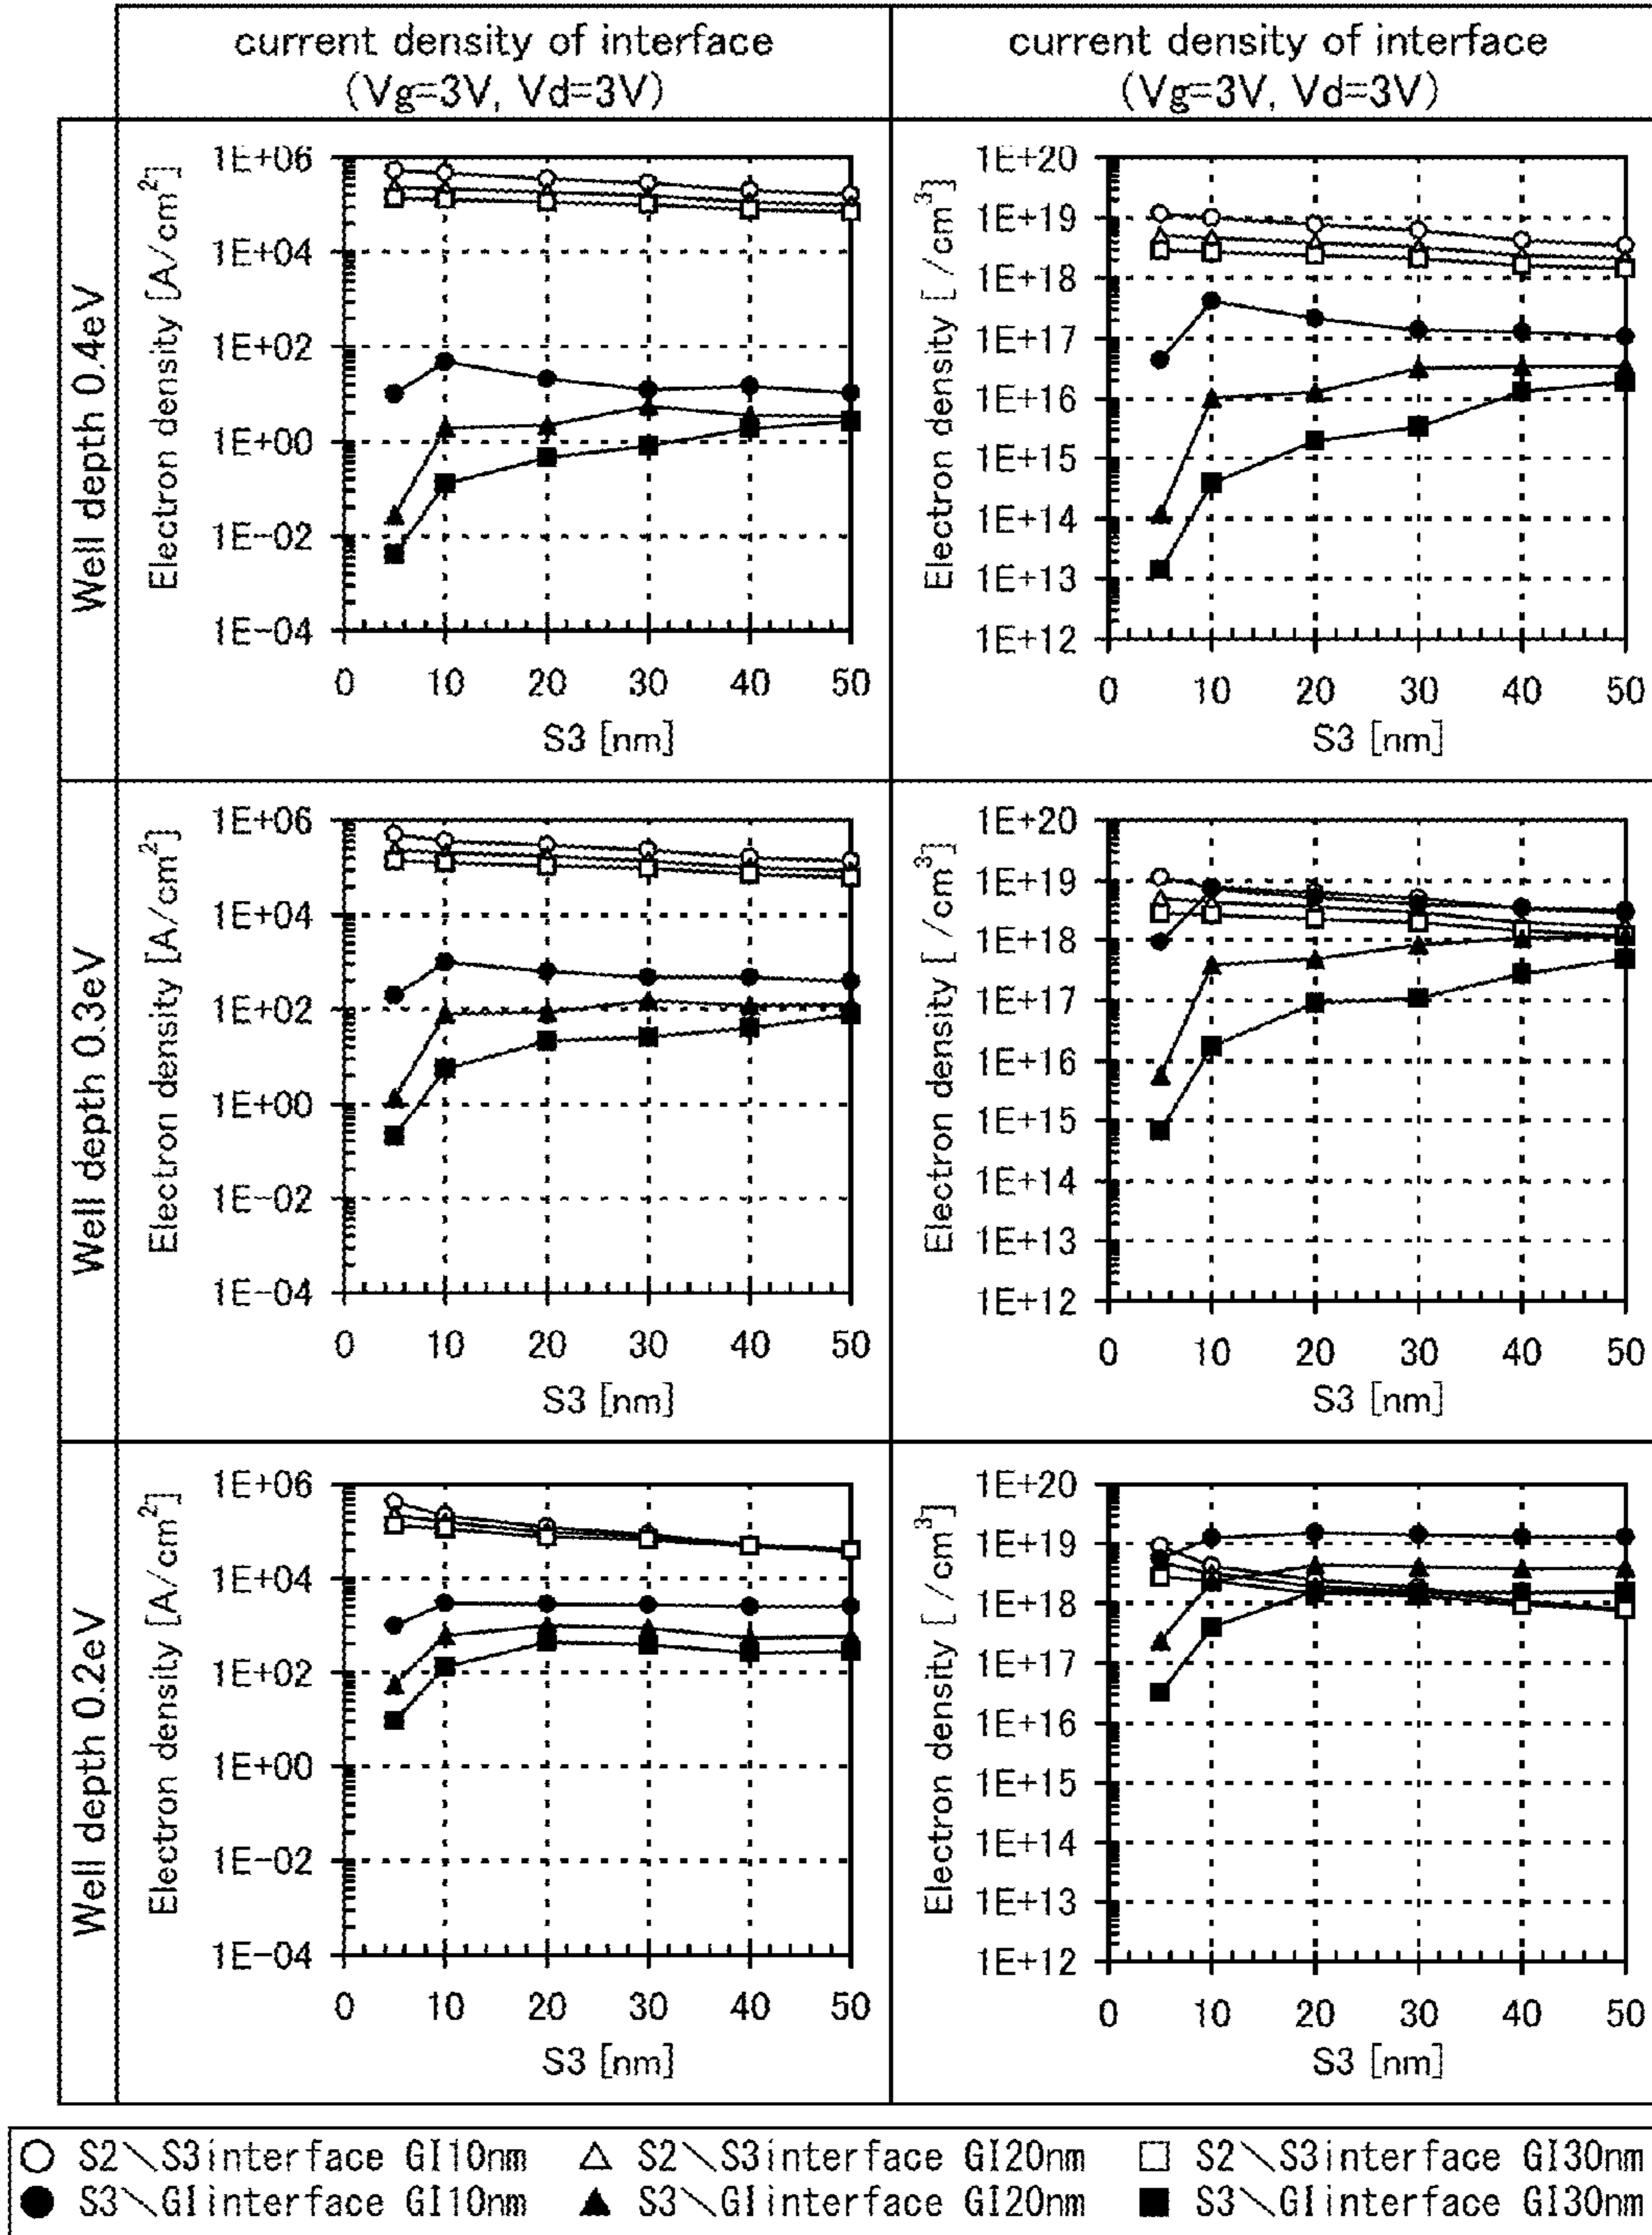 current density of interface
(Vg=3V, Vd=3V)
current density of interface
(Vg=3V, Vd=3V)
Well depth 0.4eV
Electron density [A/cm²]
1E+06
1E+04
1E+02
1E+00
1E-02
1E-04
0 10 20 30 40 50
S3 [nm]
Electron density [ /cm³]
1E+20
1E+19
1E+18
1E+17
1E+16
1E+15
1E+14
1E+13
1E+12
0 10 20 30 40 50
S3 [nm]
Well depth 0.3eV
Electron density [A/cm²]
1E+06
1E+04
1E+02
1E+00
1E-02
1E-04
0 10 20 30 40 50
S3 [nm]
Electron density [ /cm³]
1E+20
1E+19
1E+18
1E+17
1E+16
1E+15
1E+14
1E+13
1E+12
0 10 20 30 40 50
S3 [nm]
Well depth 0.2eV
Electron density [A/cm²]
1E+06
1E+04
1E+02
1E+00
1E-02
1E-04
0 10 20 30 40 50
S3 [nm]
Electron density [ /cm³]
1E+20
1E+19
1E+18
1E+17
1E+16
1E+15
1E+14
1E+13
1E+12
0 10 20 30 40 50
S3 [nm]
S2\S3interface GI10nm S2\S3interface GI20nm S2\S3interface GI30nm
S3\GIinterface GI10nm S3\GIinterface GI20nm S3\GIinterface GI30nm